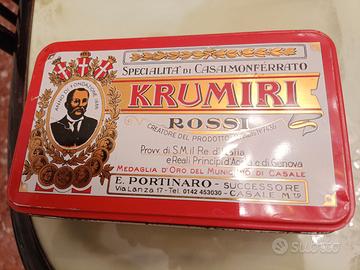 SPECIALITÀ DI CASALMONFERRATO
KRUMIRI
ROSSI
CREATORE DEL PRODOTTO
Provv. di S.M. il Re di
e Reali Principi d'Aosta e di Genova
MEDAGLIA D'ORO DEL MUNICIPIO DI CASALE
E. PORTINARO - SUCCESSORE
Via Lanza 17 - Tel. 0142 453030 - CASALE M.TO
subito